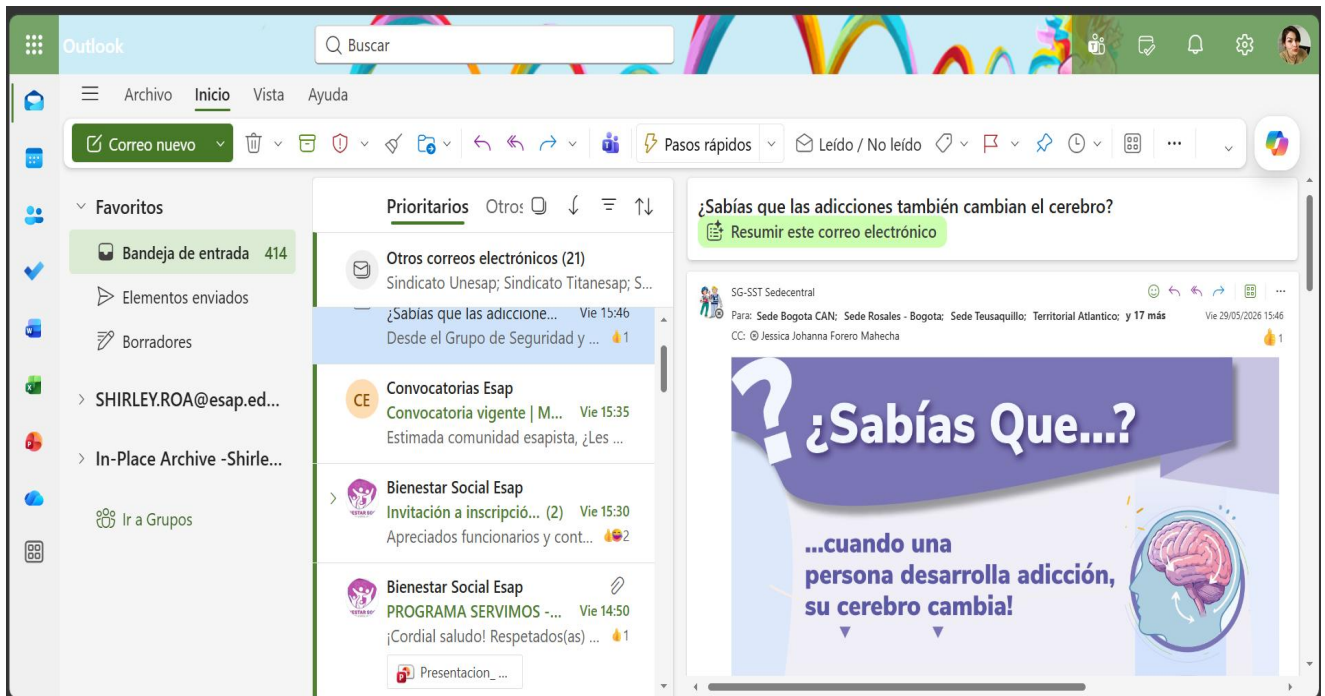 Outlook
Buscar
Archivo Inicio Vista Ayuda
Correo nuevo Pasos rápidos Leído / No leído ...
Favoritos
Bandeja de entrada 414
Elementos enviados
Borradores
SHIRLEY.ROA@esap.ed...
In-Place Archive -Shirle...
Ir a Grupos
Prioritarios Otros
Otros correos electrónicos (21)
Sindicato Unesap; Sindicato Titanesap; S...
¿Sabías que las adiccione... Vie 15:46
Desde el Grupo de Seguridad y ... 1
CE
Convocatorias Esap
Convocatoria vigente | M... Vie 15:35
Estimada comunidad esapista, ¿Les ...
Bienestar Social Esap
Invitación a inscripció... (2) Vie 15:30
Apreciados funcionarios y cont... 2
Bienestar Social Esap
PROGRAMA SERVIMOS -... Vie 14:50
¡Cordial saludo! Respetados(as) ... 1
Presentacion_ ...
¿Sabías que las adicciones también cambian el cerebro?
Resumir este correo electrónico
SG-SST Sedecentral
Para: Sede Bogota CAN; Sede Rosales - Bogota; Sede Teusaquillo; Territorial Atlantico; y 17 más Vie 29/05/2026 15:46
CC: Jessica Johanna Forero Mahecha 1
? ¿Sabías Que...?
...cuando una
persona desarrolla adicción,
su cerebro cambia!